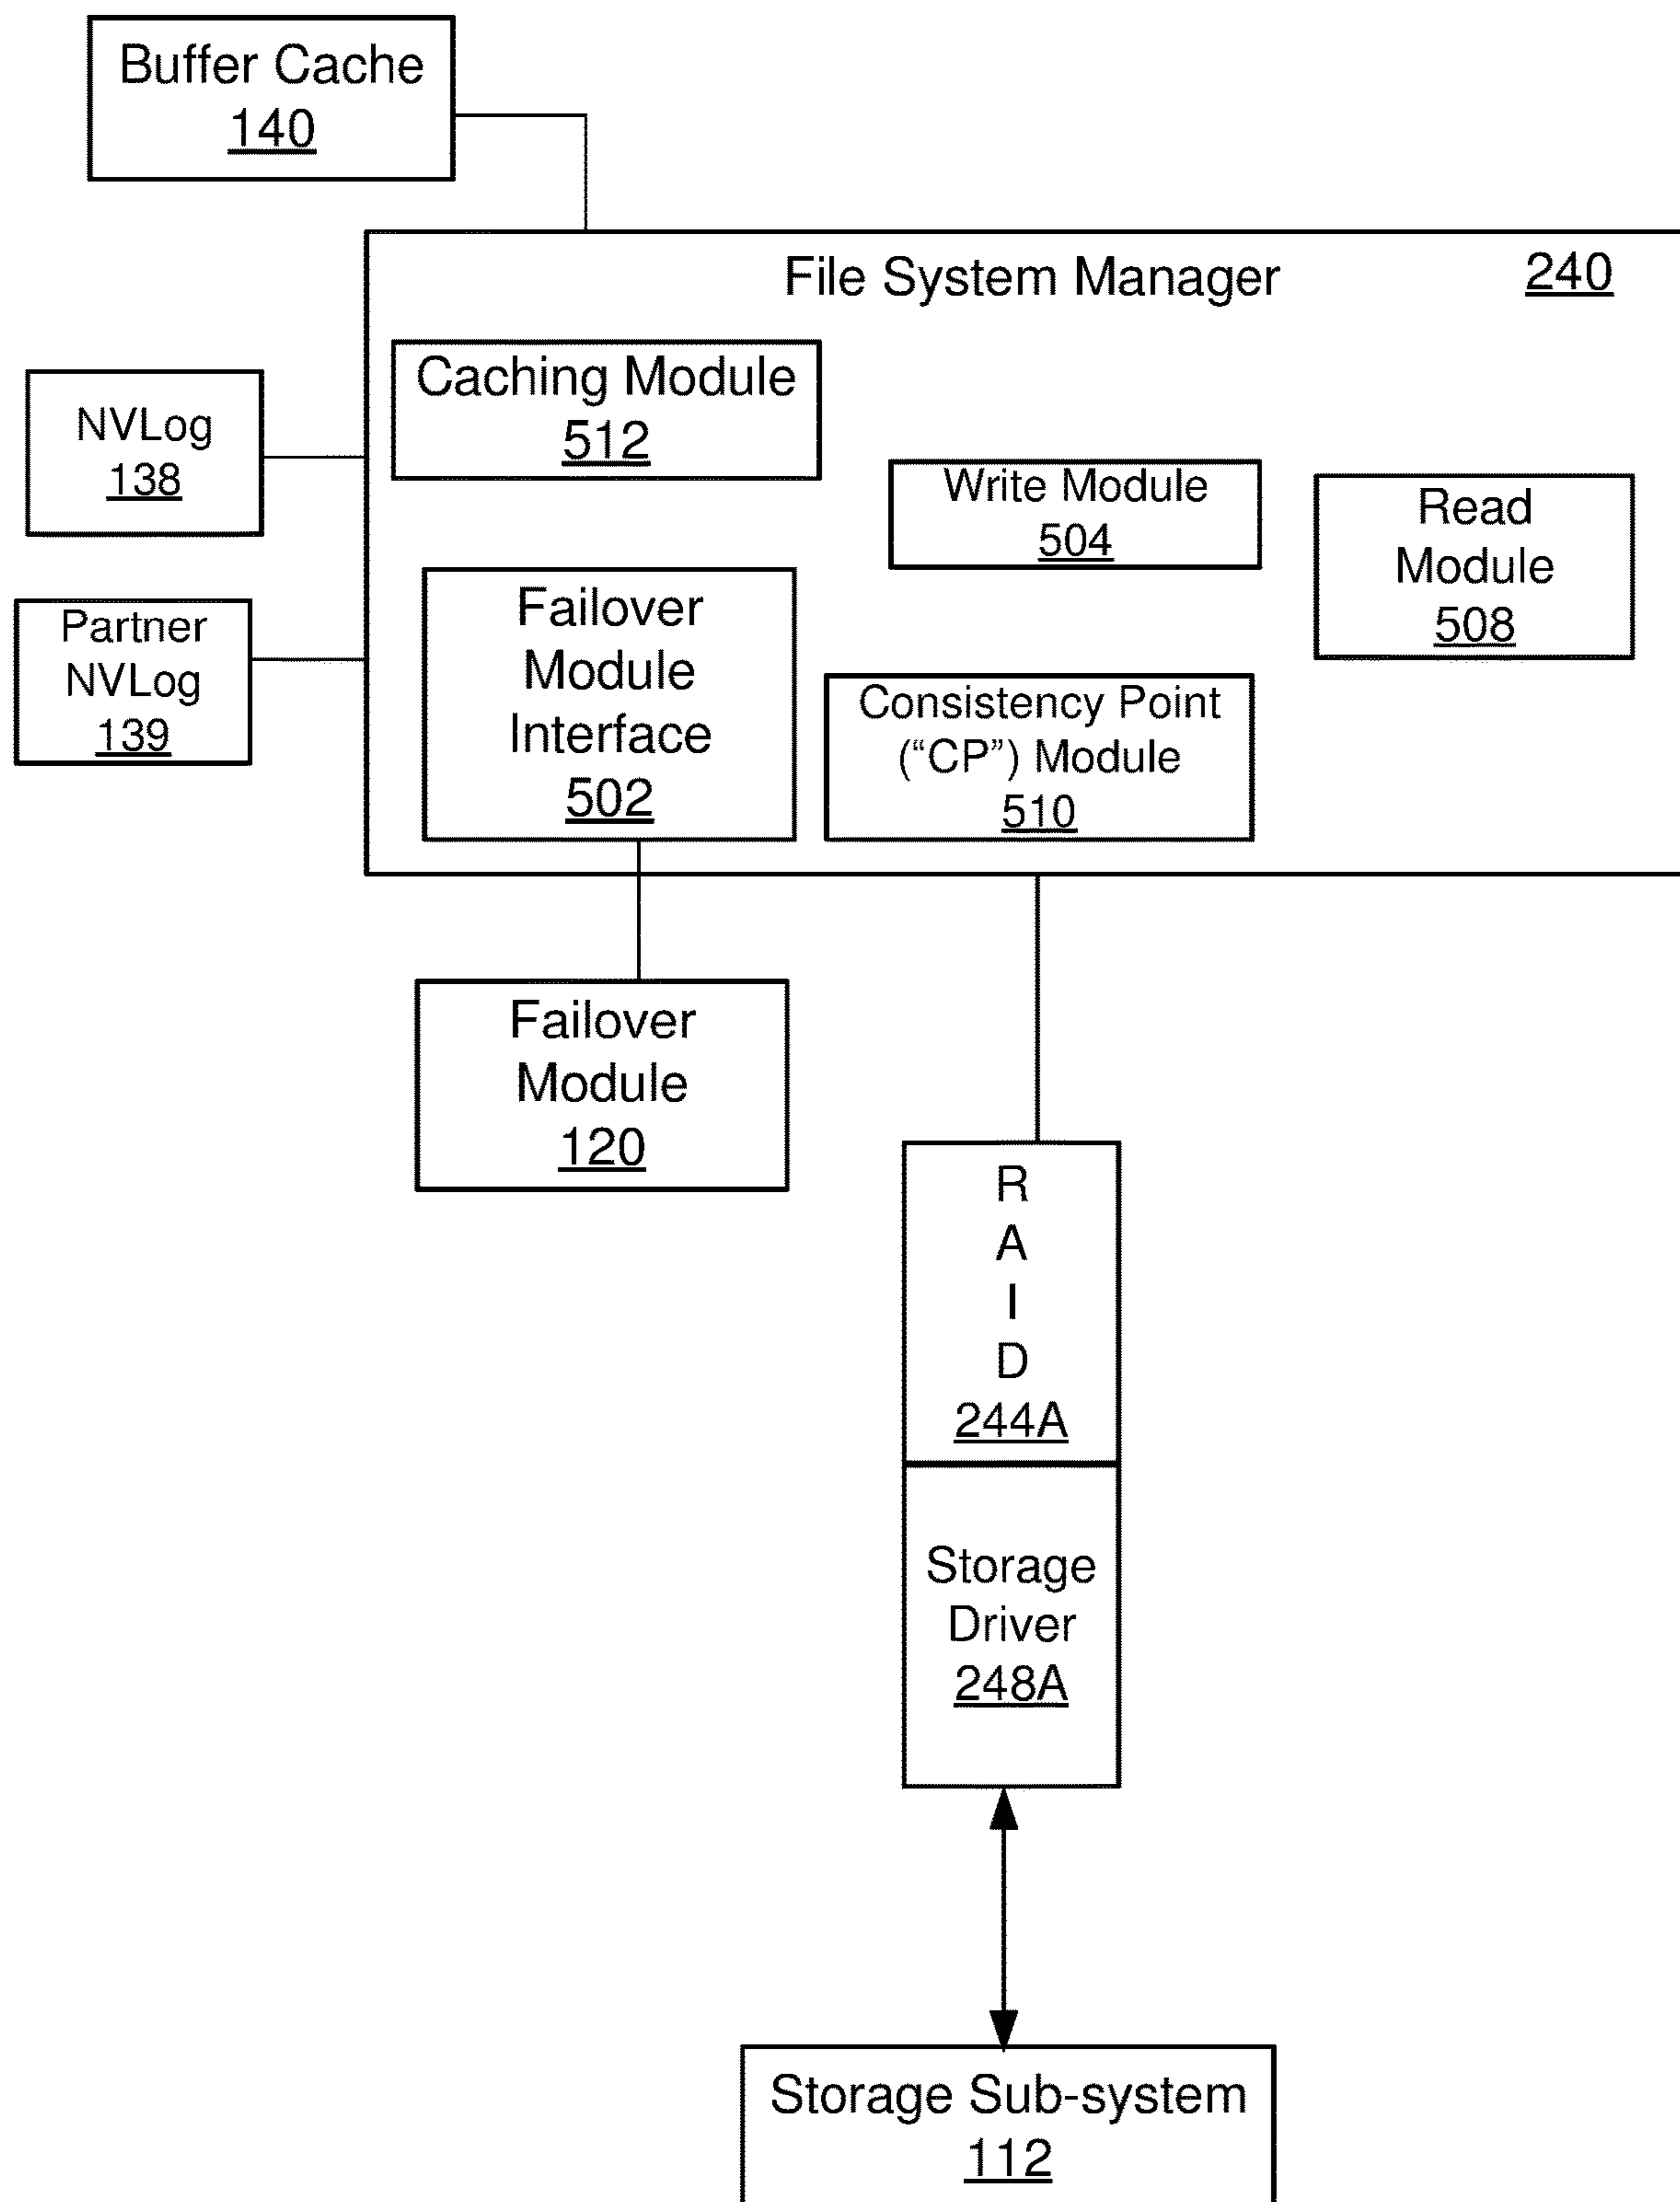 Buffer Cache
140
File System Manager
240
Caching Module
512
NVLog
138
Write Module
504
Read
Module
508
Partner
NVLog
139
Failover
Module
Interface
502
Consistency Point
(“CP”) Module
510
Failover
Module
120
R
A
I
D
244A
Storage
Driver
248A
Storage Sub-system
112